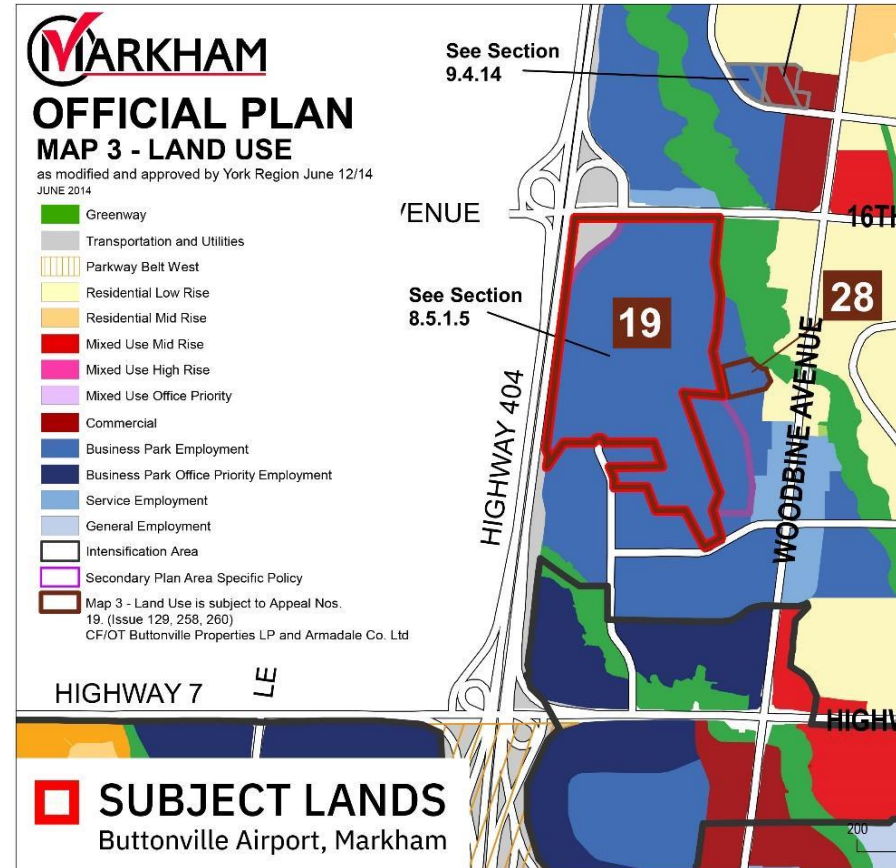 MARKHAM
OFFICIAL PLAN
MAP 3 - LAND USE
as modified and approved by York Region June 12/14
JUNE 2014
Greenway
Transportation and Utilities
Parkway Belt West
Residential Low Rise
Residential Mid Rise
Mixed Use Mid Rise
Mixed Use High Rise
Mixed Use Office Priority
Commercial
Business Park Employment
Business Park Office Priority Employment
Service Employment
General Employment
Intensification Area
Secondary Plan Area Specific Policy
Map 3 - Land Use is subject to Appeal Nos.
19. (Issue 129, 258, 260)
CF/OT Buttonville Properties LP and Armadale Co. Ltd
See Section
9.4.14
VENUE
16TH
See Section
8.5.1.5
19
28
HIGHWAY 404
WOODBINE AVENUE
HIGHWAY 7
LE
HIGHW
SUBJECT LANDS
Buttonville Airport, Markham
200